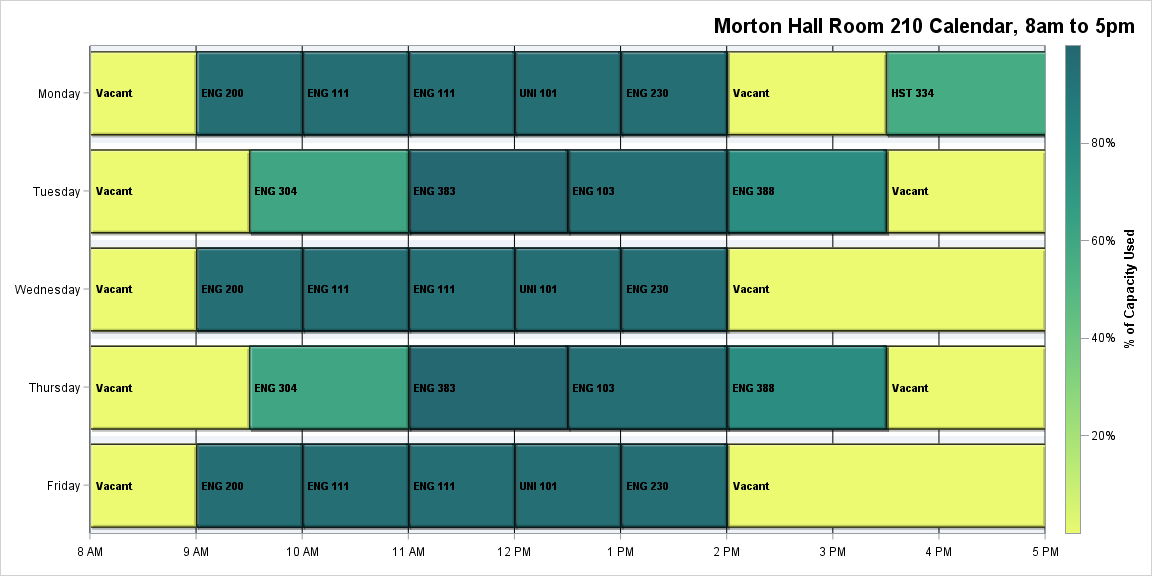 Morton Hall Room 210 Calendar, 8am to 5pm
Monday
Vacant
ENG 200
ENG 111
ENG 111
UNI 101
ENG 230
Vacant
HST 334
Tuesday
Vacant
ENG 304
ENG 383
ENG 103
ENG 388
Vacant
Wednesday
Vacant
ENG 200
ENG 111
ENG 111
UNI 101
ENG 230
Vacant
Thursday
Vacant
ENG 304
ENG 383
ENG 103
ENG 388
Vacant
Friday
Vacant
ENG 200
ENG 111
ENG 111
UNI 101
ENG 230
Vacant
8 AM
9 AM
10 AM
11 AM
12 PM
1 PM
2 PM
3 PM
4 PM
5 PM
80%
60%
40%
20%
% of Capacity Used